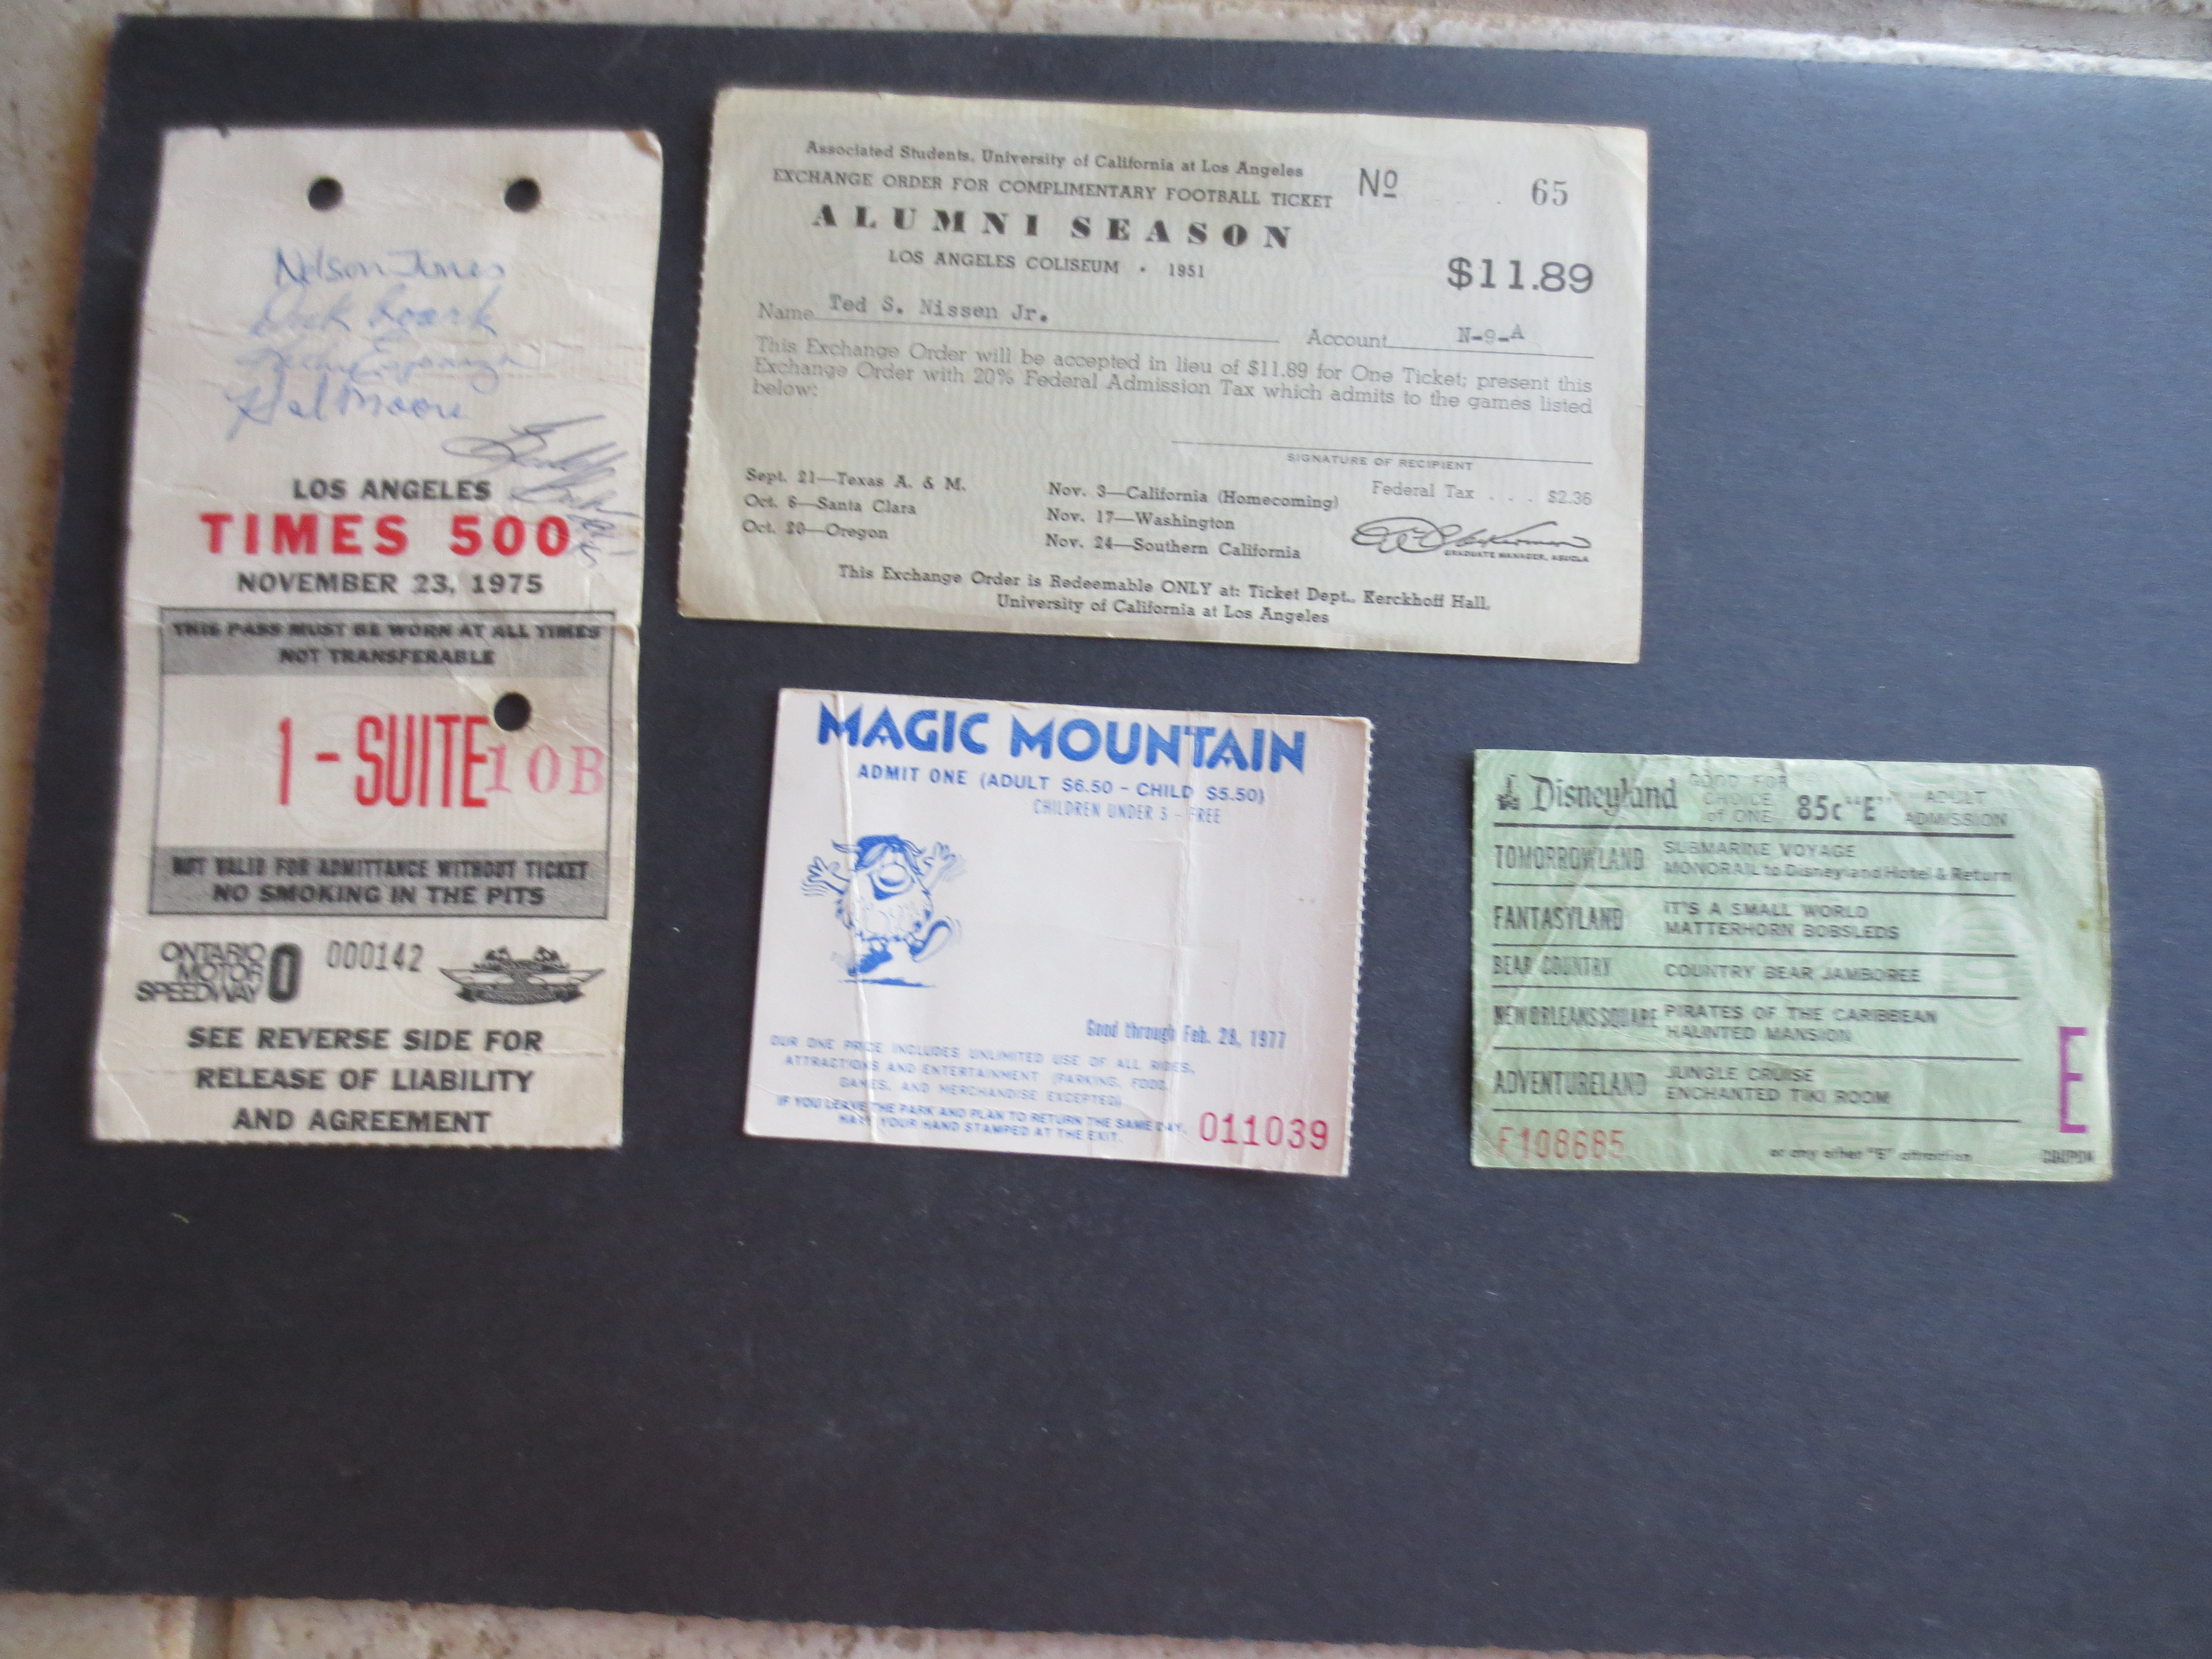 Nelson Jones
Dick Roark
Hal Moore
LOS ANGELES
TIMES 500
NOVEMBER 23, 1975
THIS PASS MUST BE WORN AT ALL TIMES
NOT TRANSFERABLE
1 - SUITE 10B
NOT VALID FOR ADMITTANCE WITHOUT TICKET
NO SMOKING IN THE PITS
ONTARIO
MOTOR
SPEEDWAY
O
000142
SEE REVERSE SIDE FOR
RELEASE OF LIABILITY
AND AGREEMENT
Associated Students, University of California at Los Angeles
EXCHANGE ORDER FOR COMPLIMENTARY FOOTBALL TICKET
Nº 65
ALUMNI SEASON
LOS ANGELES COLISEUM • 1951
$11.89
Name Ted S. Nissen Jr.
Account N-9-A
This Exchange Order will be accepted in lieu of $11.89 for One Ticket; present this
Exchange Order with 20% Federal Admission Tax which admits to the games listed
below:
SIGNATURE OF RECIPIENT
Sept. 21—Texas A. & M.
Oct. 6—Santa Clara
Oct. 20—Oregon
Nov. 3—California (Homecoming)
Nov. 17—Washington
Nov. 24—Southern California
Federal Tax . . . $2.36
GRADUATE MANAGER, ASUCLA
This Exchange Order is Redeemable ONLY at: Ticket Dept., Kerckhoff Hall,
University of California at Los Angeles
MAGIC MOUNTAIN
ADMIT ONE (ADULT $6.50 - CHILD $5.50)
CHILDREN UNDER 3 - FREE
Good through Feb. 28, 1977
OUR ONE PRICE INCLUDES UNLIMITED USE OF ALL RIDES,
ATTRACTIONS AND ENTERTAINMENT (PARKING, FOOD,
GAMES, AND MERCHANDISE EXCEPTED)
IF YOU LEAVE THE PARK AND PLAN TO RETURN THE SAME DAY,
HAVE YOUR HAND STAMPED AT THE EXIT.
011039
Disneyland
GOOD FOR
CHOICE
of ONE
85c "E"
ADULT
ADMISSION
TOMORROWLAND
SUBMARINE VOYAGE
MONORAIL to Disneyland Hotel & Return
FANTASYLAND
IT'S A SMALL WORLD
MATTERHORN BOBSLEDS
BEAR COUNTRY
COUNTRY BEAR JAMBOREE
NEW ORLEANS SQUARE
PIRATES OF THE CARIBBEAN
HAUNTED MANSION
ADVENTURELAND
JUNGLE CRUISE
ENCHANTED TIKI ROOM
E
F108685
or any other "E" attraction
COUPON